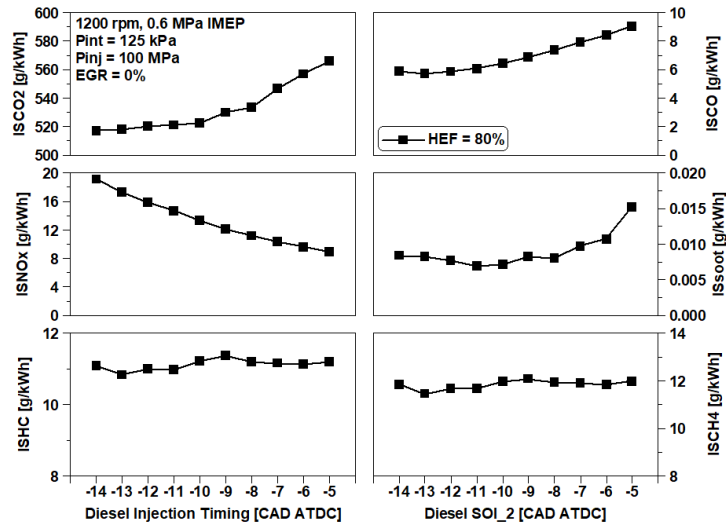 1200 rpm, 0.6 MPa IMEP
Pint = 125 kPa
Pinj = 100 MPa
EGR = 0%
ISCO2 [g/kWh]
600
580
560
540
520
500
ISCO [g/kWh]
10
8
6
4
2
0
HEF = 80%
ISNOx [g/kWh]
20
16
12
8
4
0
ISsoot [g/kWh]
0.020
0.015
0.010
0.005
0.000
ISHC [g/kWh]
12
10
8
ISCH4 [g/kWh]
14
12
10
8
-14 -13 -12 -11 -10 -9 -8 -7 -6 -5
Diesel Injection Timing [CAD ATDC]
-14 -13 -12 -11 -10 -9 -8 -7 -6 -5
Diesel SOI_2 [CAD ATDC]